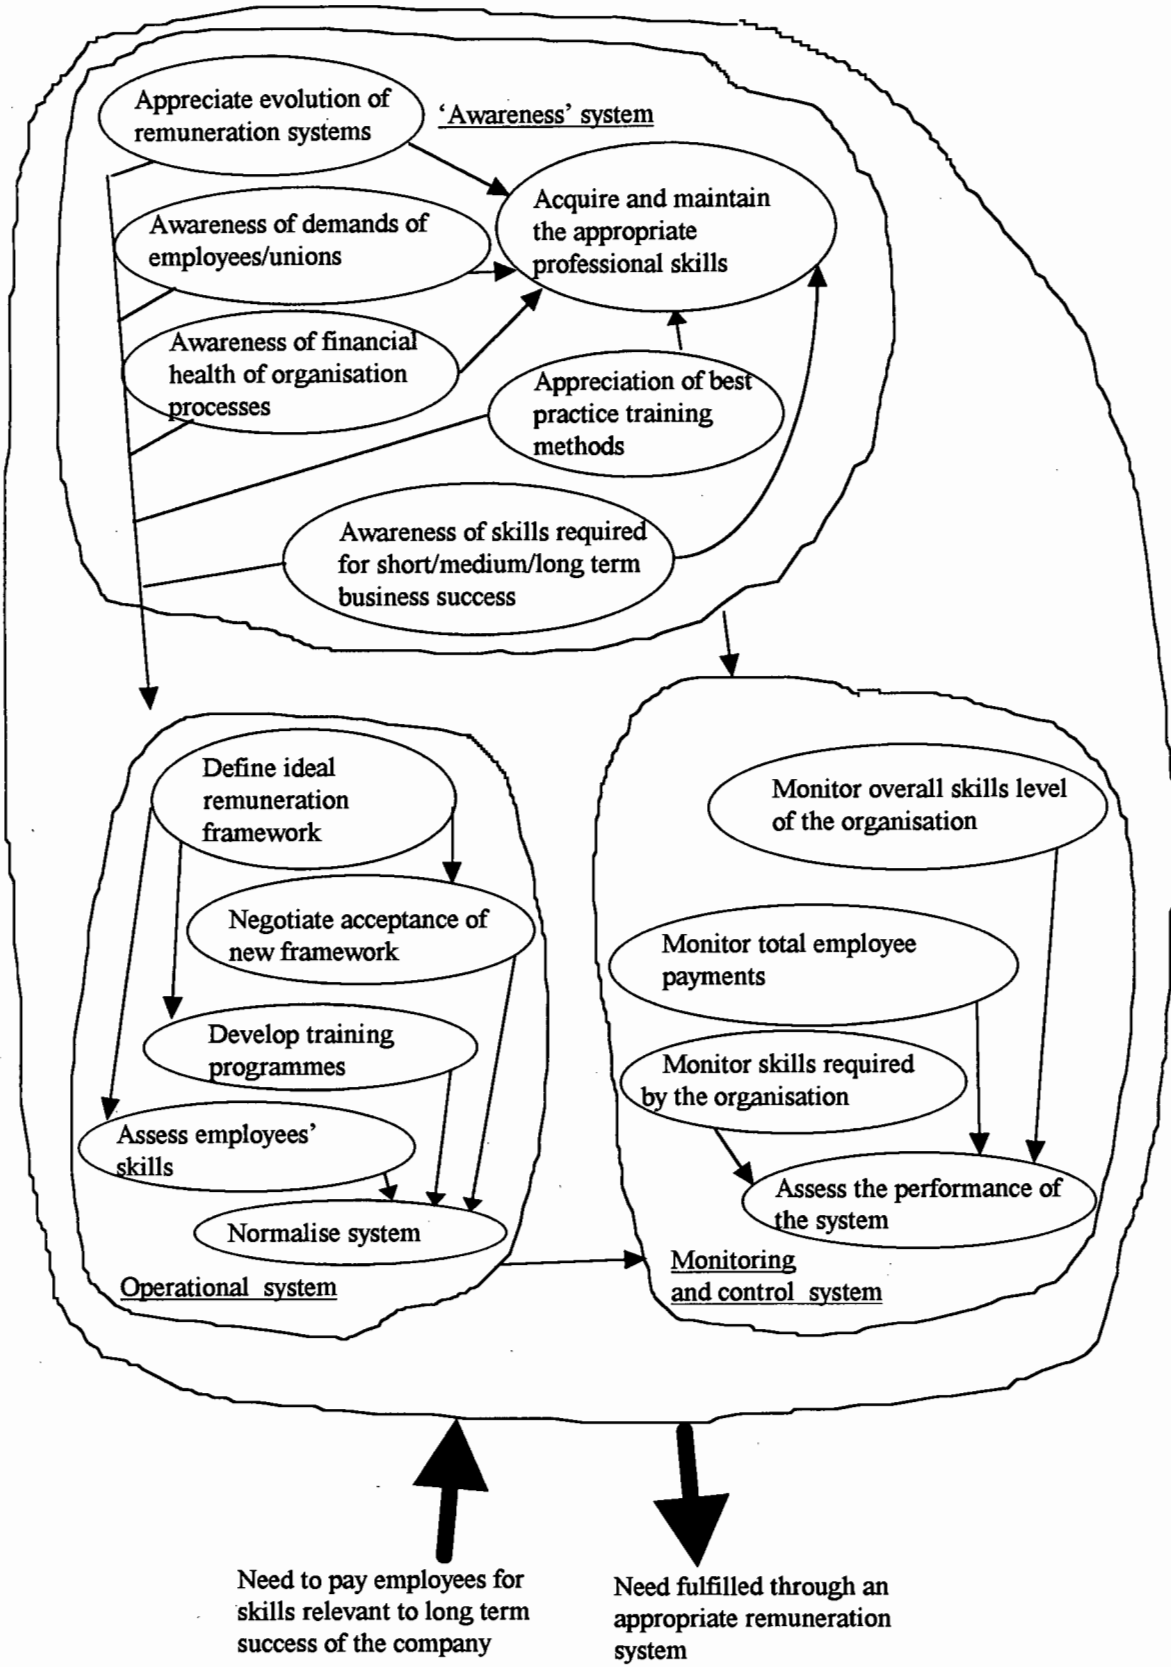 Appreciate evolution of
remuneration systems
‘Awareness’ system
Acquire and maintain
the appropriate
professional skills
Awareness of demands of
employees/unions
Awareness of financial
health of organisation
processes
Appreciation of best
practice training
methods
Awareness of skills required
for short/medium/long term
business success
Define ideal
remuneration
framework
Negotiate acceptance of
new framework
Develop training
programmes
Assess employees’
skills
Normalise system
Operational system
Monitor overall skills level
of the organisation
Monitor total employee
payments
Monitor skills required
by the organisation
Assess the performance of
the system
Monitoring
and control system
Need to pay employees for
skills relevant to long term
success of the company
Need fulfilled through an
appropriate remuneration
system